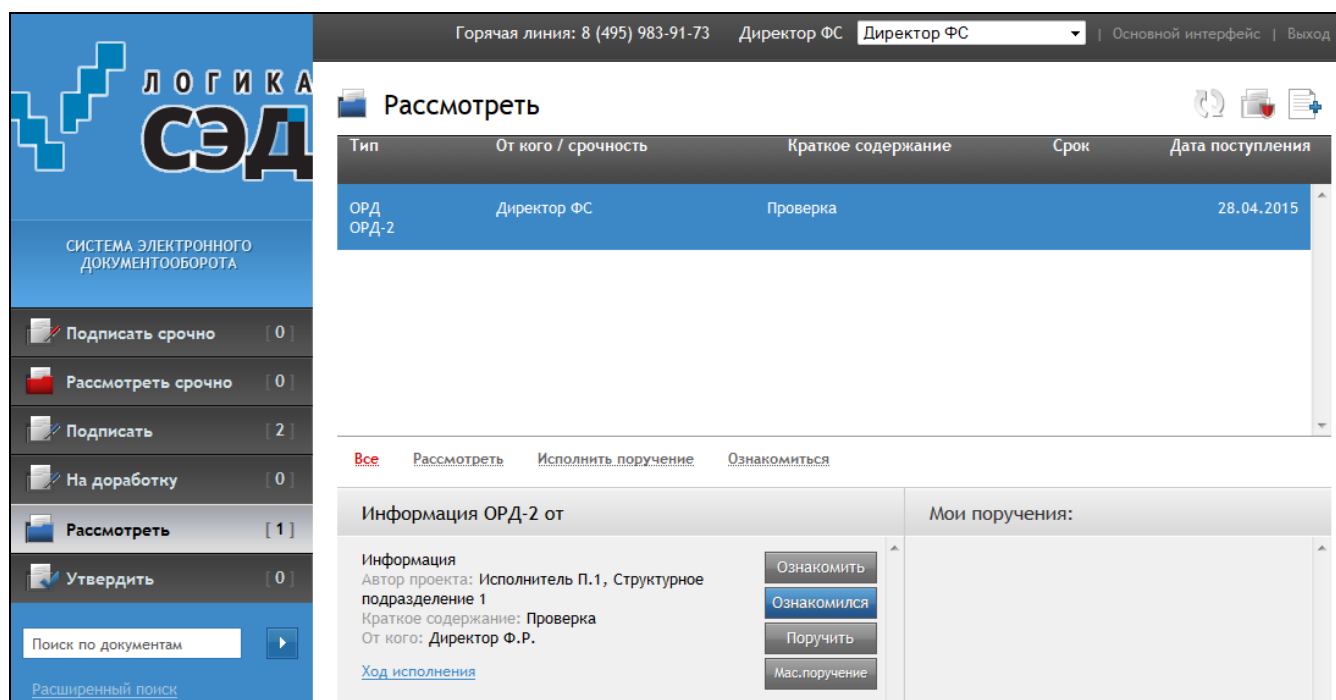 Горячая линия: 8 (495) 983-91-73 Директор ФС Директор ФС | Основной интерфейс | Выход
ЛОГИКА
СЭД
СИСТЕМА ЭЛЕКТРОННОГО
ДОКУМЕНТООБОРОТА
Подписать срочно [ 0 ]
Рассмотреть срочно [ 0 ]
Подписать [ 2 ]
На доработку [ 0 ]
Рассмотреть [ 1 ]
Утвердить [ 0 ]
Поиск по документам
Расширенный поиск
Рассмотреть
Тип От кого / срочность Краткое содержание Срок Дата поступления
ОРД Директор ФС Проверка 28.04.2015
ОРД-2
Все Рассмотреть Исполнить поручение Ознакомиться
Информация ОРД-2 от
Информация
Автор проекта: Исполнитель П.1, Структурное
подразделение 1
Краткое содержание: Проверка
От кого: Директор Ф.Р.
Ход исполнения
Ознакомить
Ознакомился
Поручить
Мас.поручение
Мои поручения: